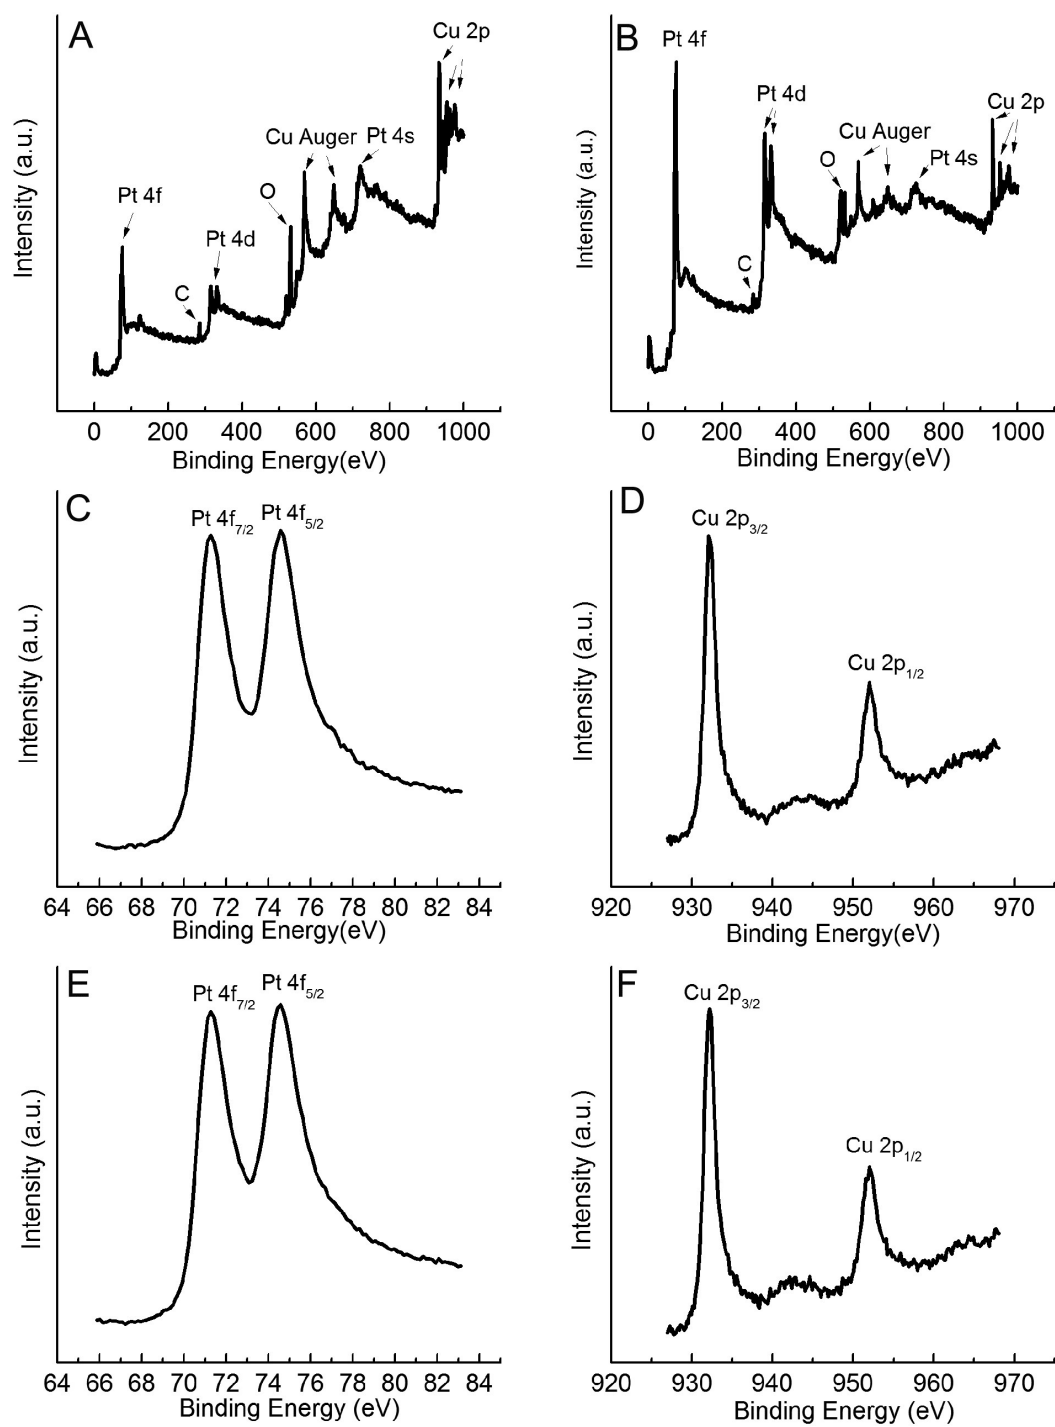 A
Cu 2p
Cu Auger
Pt 4s
Pt 4f
O
Pt 4d
C
Intensity (a.u.)
0 200 400 600 800 1000
Binding Energy(eV)
B
Pt 4f
Pt 4d
Cu 2p
Cu Auger
O
Pt 4s
C
Intensity (a.u.)
0 200 400 600 800 1000
Binding Energy(eV)
C
Pt 4f7/2
Pt 4f5/2
Intensity (a.u.)
64 66 68 70 72 74 76 78 80 82 84
Binding Energy(eV)
D
Cu 2p3/2
Cu 2p1/2
Intensity (a.u.)
920 930 940 950 960 970
Binding Energy(eV)
E
Pt 4f7/2
Pt 4f5/2
Intensity (a.u.)
64 66 68 70 72 74 76 78 80 82 84
Binding Energy (eV)
F
Cu 2p3/2
Cu 2p1/2
Intensity (a.u.)
920 930 940 950 960 970
Binding Energy (eV)